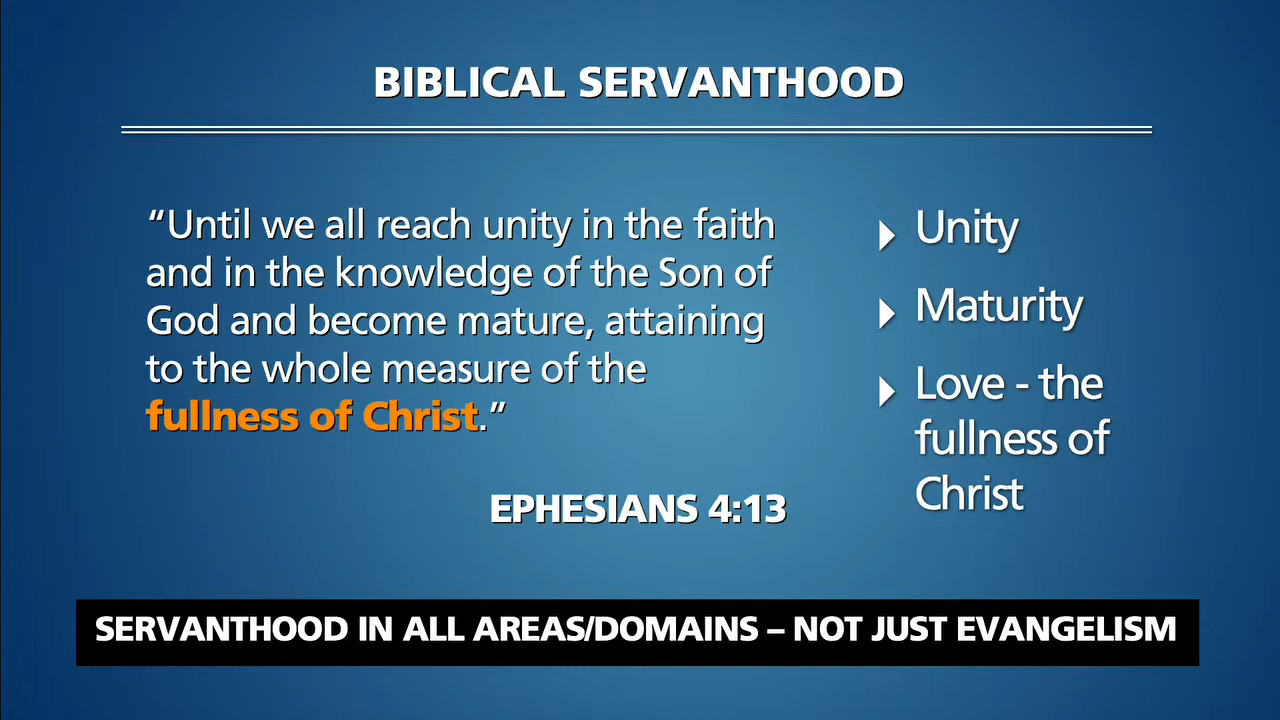 BIBLICAL SERVANTHOOD
“Until we all reach unity in the faith
and in the knowledge of the Son of
God and become mature, attaining
to the whole measure of the
fullness of Christ.”
EPHESIANS 4:13
Unity
Maturity
Love - the
fullness of
Christ
SERVANTHOOD IN ALL AREAS/DOMAINS – NOT JUST EVANGELISM